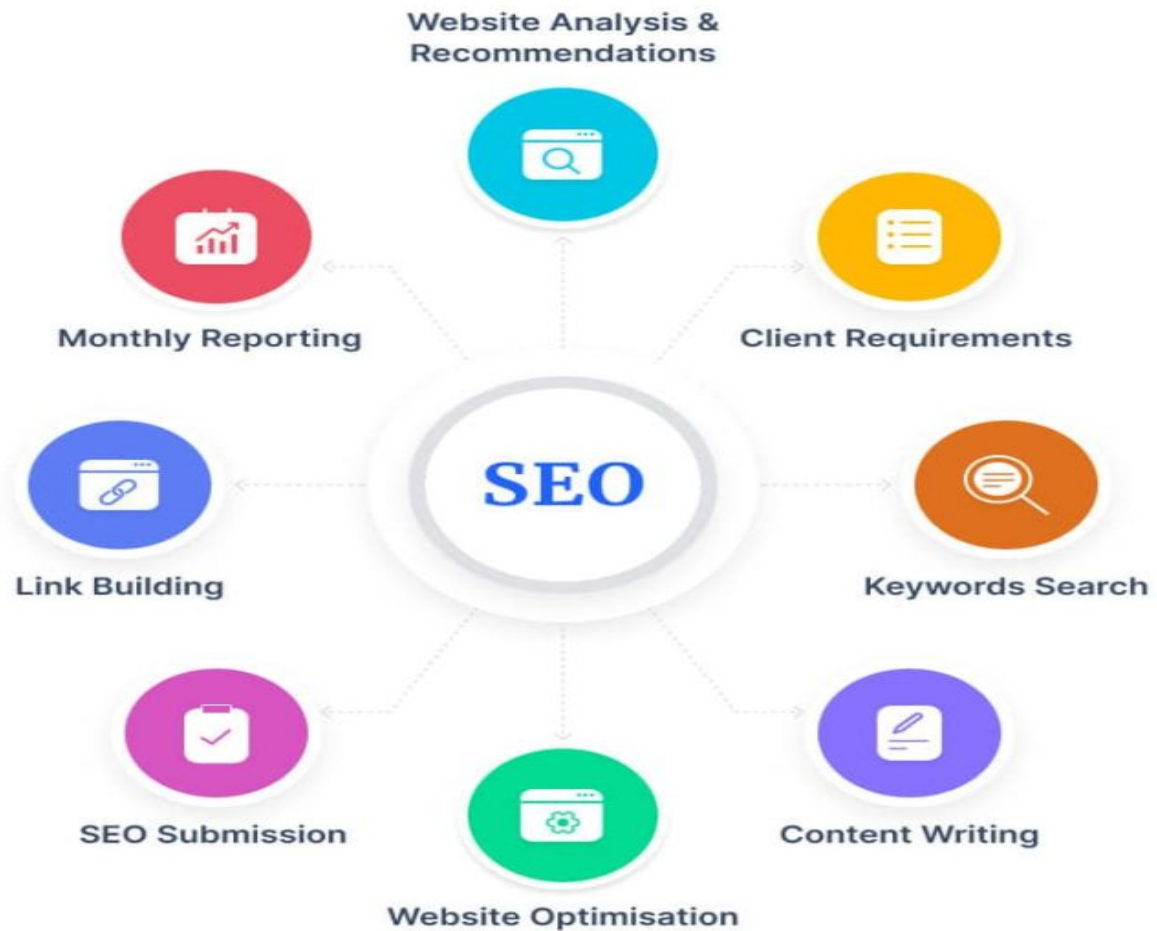 Website Analysis &
Recommendations
Monthly Reporting
Client Requirements
SEO
Link Building
Keywords Search
SEO Submission
Content Writing
Website Optimisation